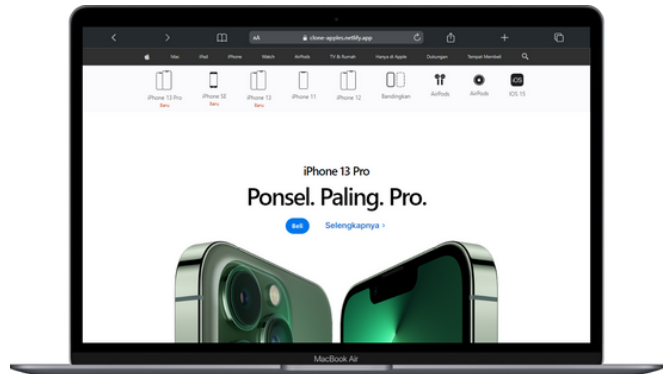 AA clone-apples.netlify.app
Mac iPad iPhone Watch AirPods TV & Rumah Hanya di Apple Dukungan Tempat Membeli
iPhone 13 Pro iPhone SE iPhone 13 iPhone 11 iPhone 12 Bandingkan AirPods AirPods iOS 15
Baru Baru Baru
iOS
iPhone 13 Pro
Ponsel. Paling. Pro.
Beli Selengkapnya ›
MacBook Air